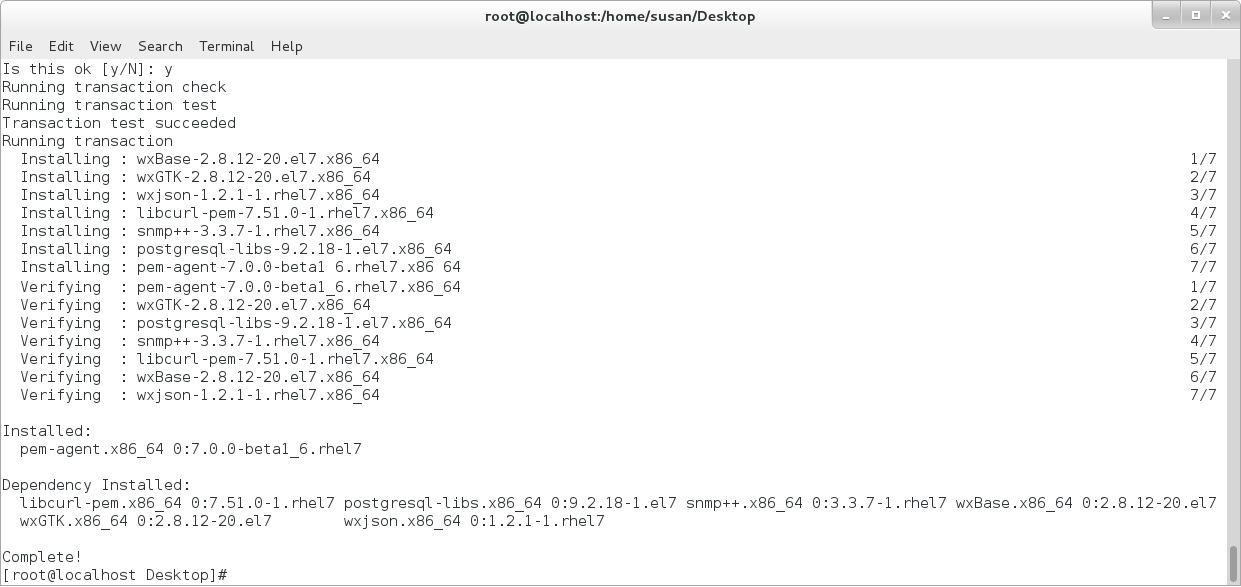 root@localhost:/home/susan/Desktop
File Edit View Search Terminal Help
Is this ok [y/N]: y
Running transaction check
Running transaction test
Transaction test succeeded
Running transaction
  Installing : wxBase-2.8.12-20.el7.x86_64 1/7
  Installing : wxGTK-2.8.12-20.el7.x86_64 2/7
  Installing : wxjson-1.2.1-1.rhel7.x86_64 3/7
  Installing : libcurl-pem-7.51.0-1.rhel7.x86_64 4/7
  Installing : snmp++-3.3.7-1.rhel7.x86_64 5/7
  Installing : postgresql-libs-9.2.18-1.el7.x86_64 6/7
  Installing : pem-agent-7.0.0-beta1 6.rhel7.x86 64 7/7
  Verifying  : pem-agent-7.0.0-beta1_6.rhel7.x86_64 1/7
  Verifying  : wxGTK-2.8.12-20.el7.x86_64 2/7
  Verifying  : postgresql-libs-9.2.18-1.el7.x86_64 3/7
  Verifying  : snmp++-3.3.7-1.rhel7.x86_64 4/7
  Verifying  : libcurl-pem-7.51.0-1.rhel7.x86_64 5/7
  Verifying  : wxBase-2.8.12-20.el7.x86_64 6/7
  Verifying  : wxjson-1.2.1-1.rhel7.x86_64 7/7
Installed:
  pem-agent.x86_64 0:7.0.0-beta1_6.rhel7
Dependency Installed:
  libcurl-pem.x86_64 0:7.51.0-1.rhel7 postgresql-libs.x86_64 0:9.2.18-1.el7 snmp++.x86_64 0:3.3.7-1.rhel7 wxBase.x86_64 0:2.8.12-20.el7
  wxGTK.x86_64 0:2.8.12-20.el7 wxjson.x86_64 0:1.2.1-1.rhel7
Complete!
[root@localhost Desktop]#